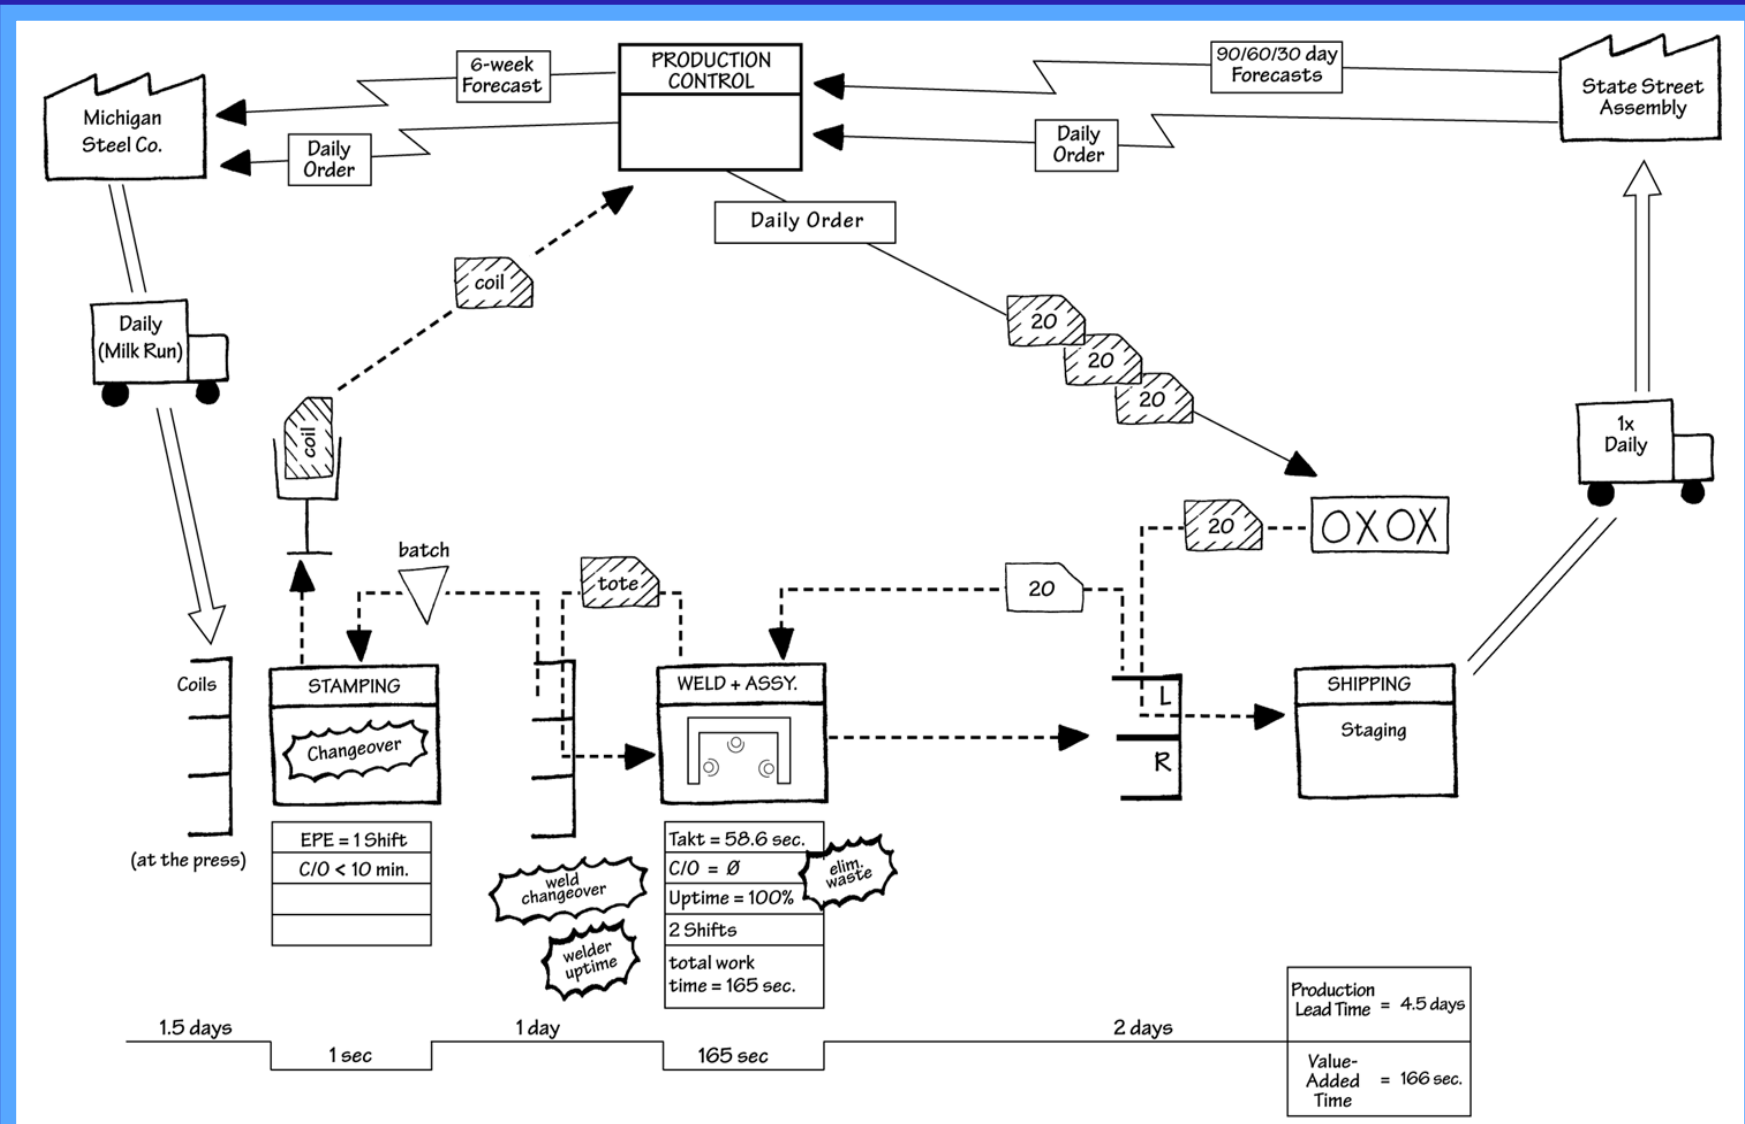 6-week
Forecast
PRODUCTION
CONTROL
90/60/30 day
Forecasts
State Street
Assembly
Michigan
Steel Co.
Daily
Order
Daily
Order
Daily Order
coil
Daily
(Milk Run)
20
20
20
1x
Daily
coil
20
OXOX
batch
tote
20
Coils
STAMPING
WELD + ASSY.
L
SHIPPING
Changeover
Staging
R
(at the press)
EPE = 1 Shift
C/O < 10 min.
Takt = 58.6 sec.
C/O = Ø
Uptime = 100%
2 Shifts
total work
time = 165 sec.
elim.
waste
weld
changeover
welder
uptime
1.5 days
1 sec
1 day
165 sec
2 days
Production
Lead Time = 4.5 days
Value-
Added = 166 sec.
Time